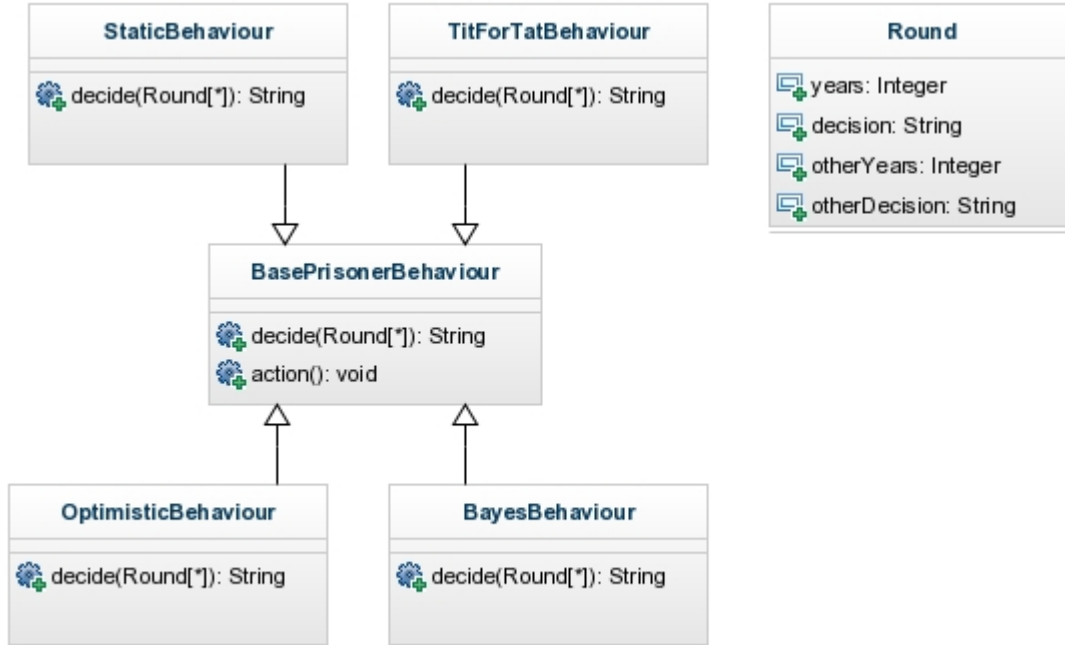 StaticBehaviour
decide(Round[*]): String
TitForTatBehaviour
decide(Round[*]): String
Round
years: Integer
decision: String
otherYears: Integer
otherDecision: String
BasePrisonerBehaviour
decide(Round[*]): String
action(): void
OptimisticBehaviour
decide(Round[*]): String
BayesBehaviour
decide(Round[*]): String